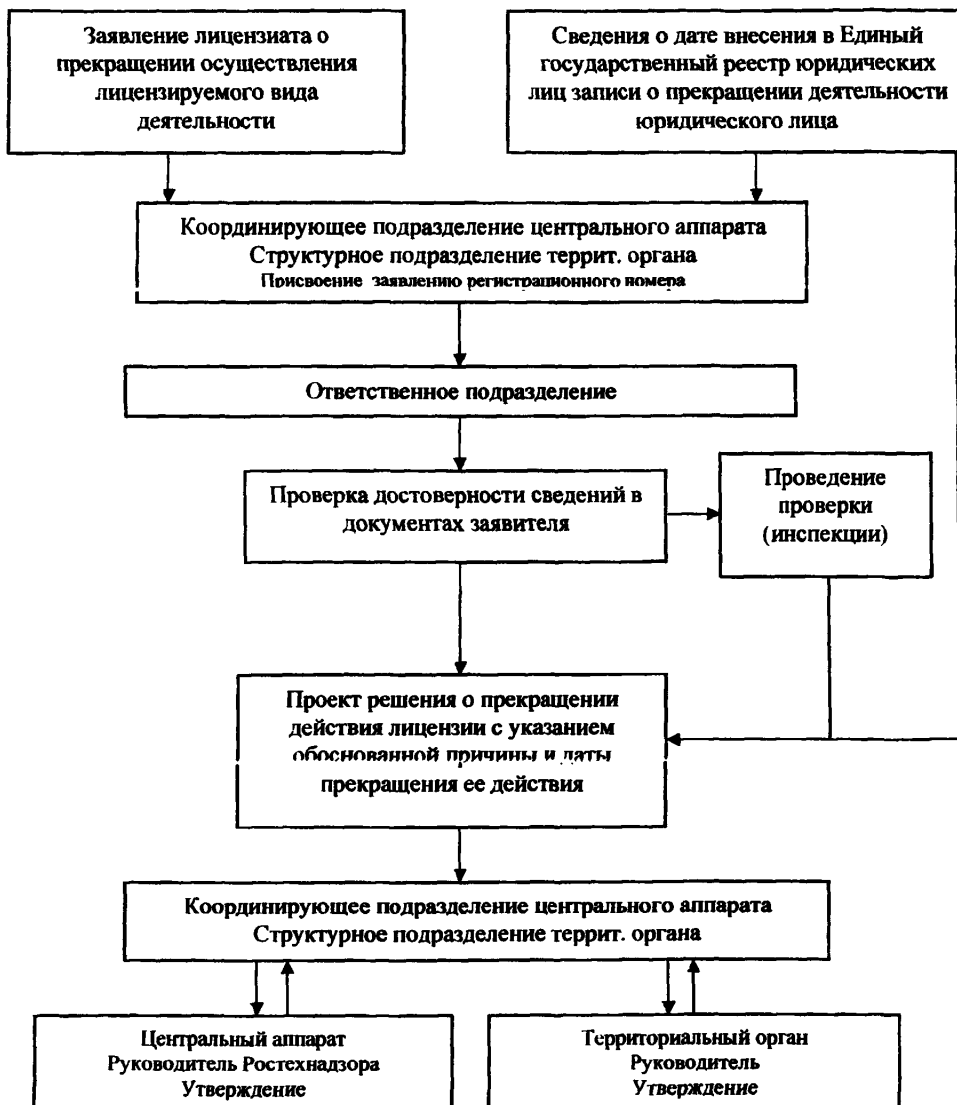 Заявление лицензиата о
прекращении осуществления
лицензируемого вида
деятельности
Сведения о дате внесения в Единый
государственный реестр юридических
лиц записи о прекращении деятельности
юридического лица
Координирующее подразделение центрального аппарата
Структурное подразделение террит. органа
Присвоение заявлению регистрационного номера
Ответственное подразделение
Проверка достоверности сведений в
документах заявителя
Проведение
проверки
(инспекции)
Проект решения о прекращении
действия лицензии с указанием
обоснованной причины и даты
прекращения ее действия
Координирующее подразделение центрального аппарата
Структурное подразделение террит. органа
Центральный аппарат
Руководитель Ростехнадзора
Утверждение
Территориальный орган
Руководитель
Утверждение